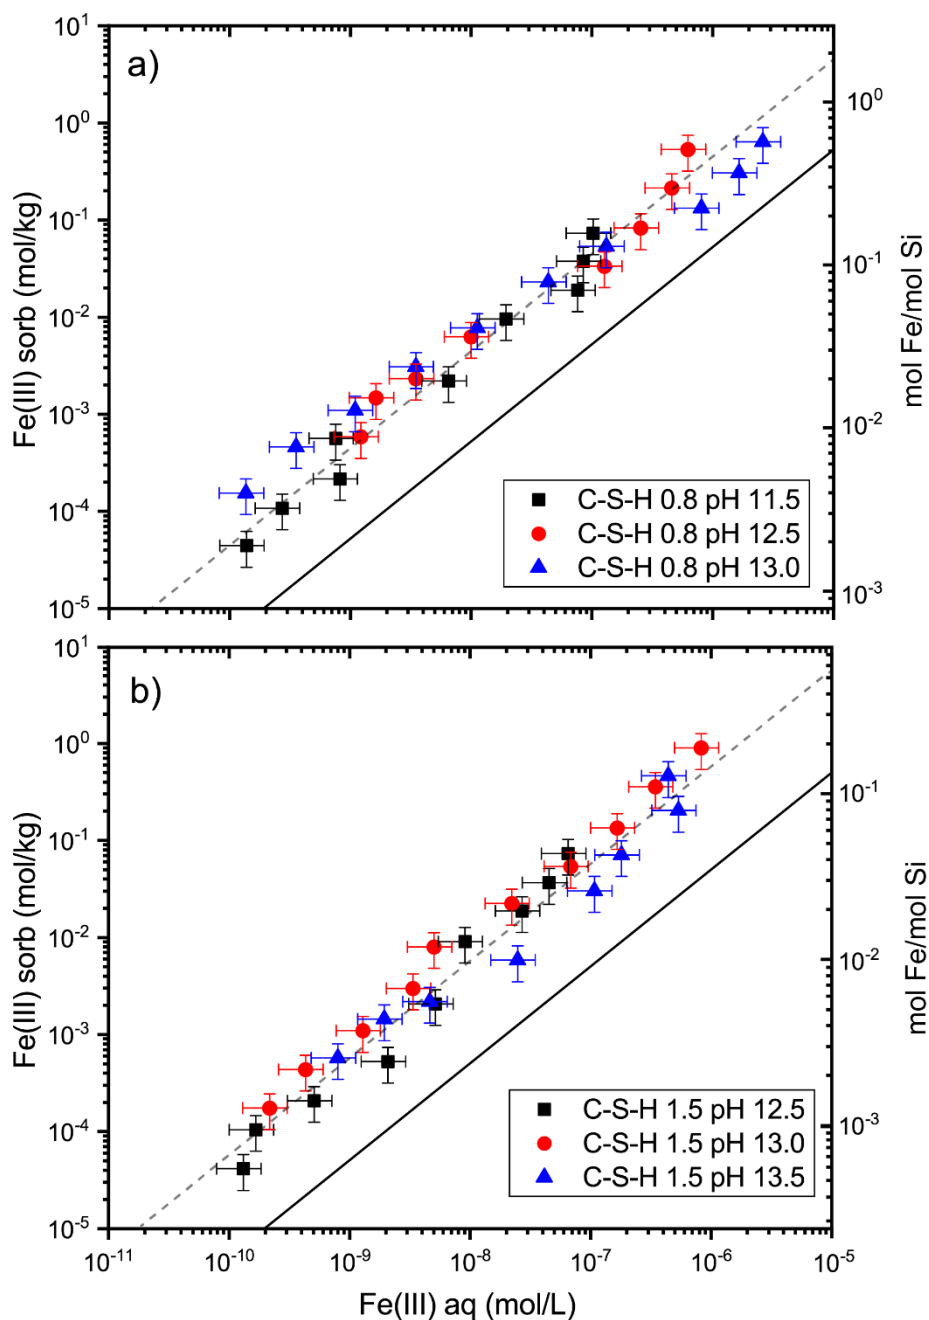 a)
10^1
10^0
10^-1
10^-2
10^-3
10^-4
10^-5
Fe(III) sorb (mol/kg)
10^0
10^-1
10^-2
10^-3
mol Fe/mol Si
C-S-H 0.8 pH 11.5
C-S-H 0.8 pH 12.5
C-S-H 0.8 pH 13.0
b)
10^1
10^0
10^-1
10^-2
10^-3
10^-4
10^-5
Fe(III) sorb (mol/kg)
10^-1
10^-2
10^-3
mol Fe/mol Si
C-S-H 1.5 pH 12.5
C-S-H 1.5 pH 13.0
C-S-H 1.5 pH 13.5
10^-11 10^-10 10^-9 10^-8 10^-7 10^-6 10^-5
Fe(III) aq (mol/L)